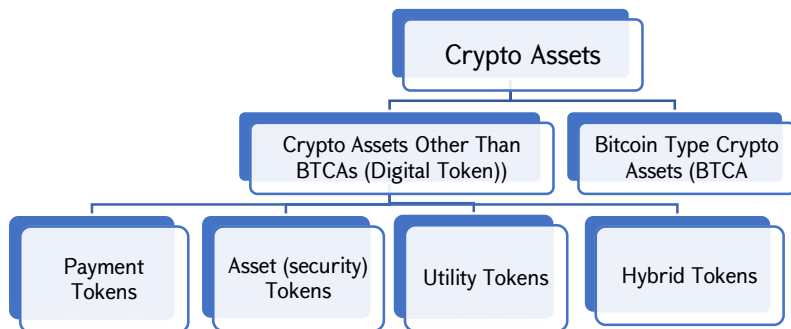 Crypto Assets
Crypto Assets Other Than
BTCAs (Digital Token))
Bitcoin Type Crypto
Assets (BTCA
Payment
Tokens
Asset (security)
Tokens
Utility Tokens
Hybrid Tokens